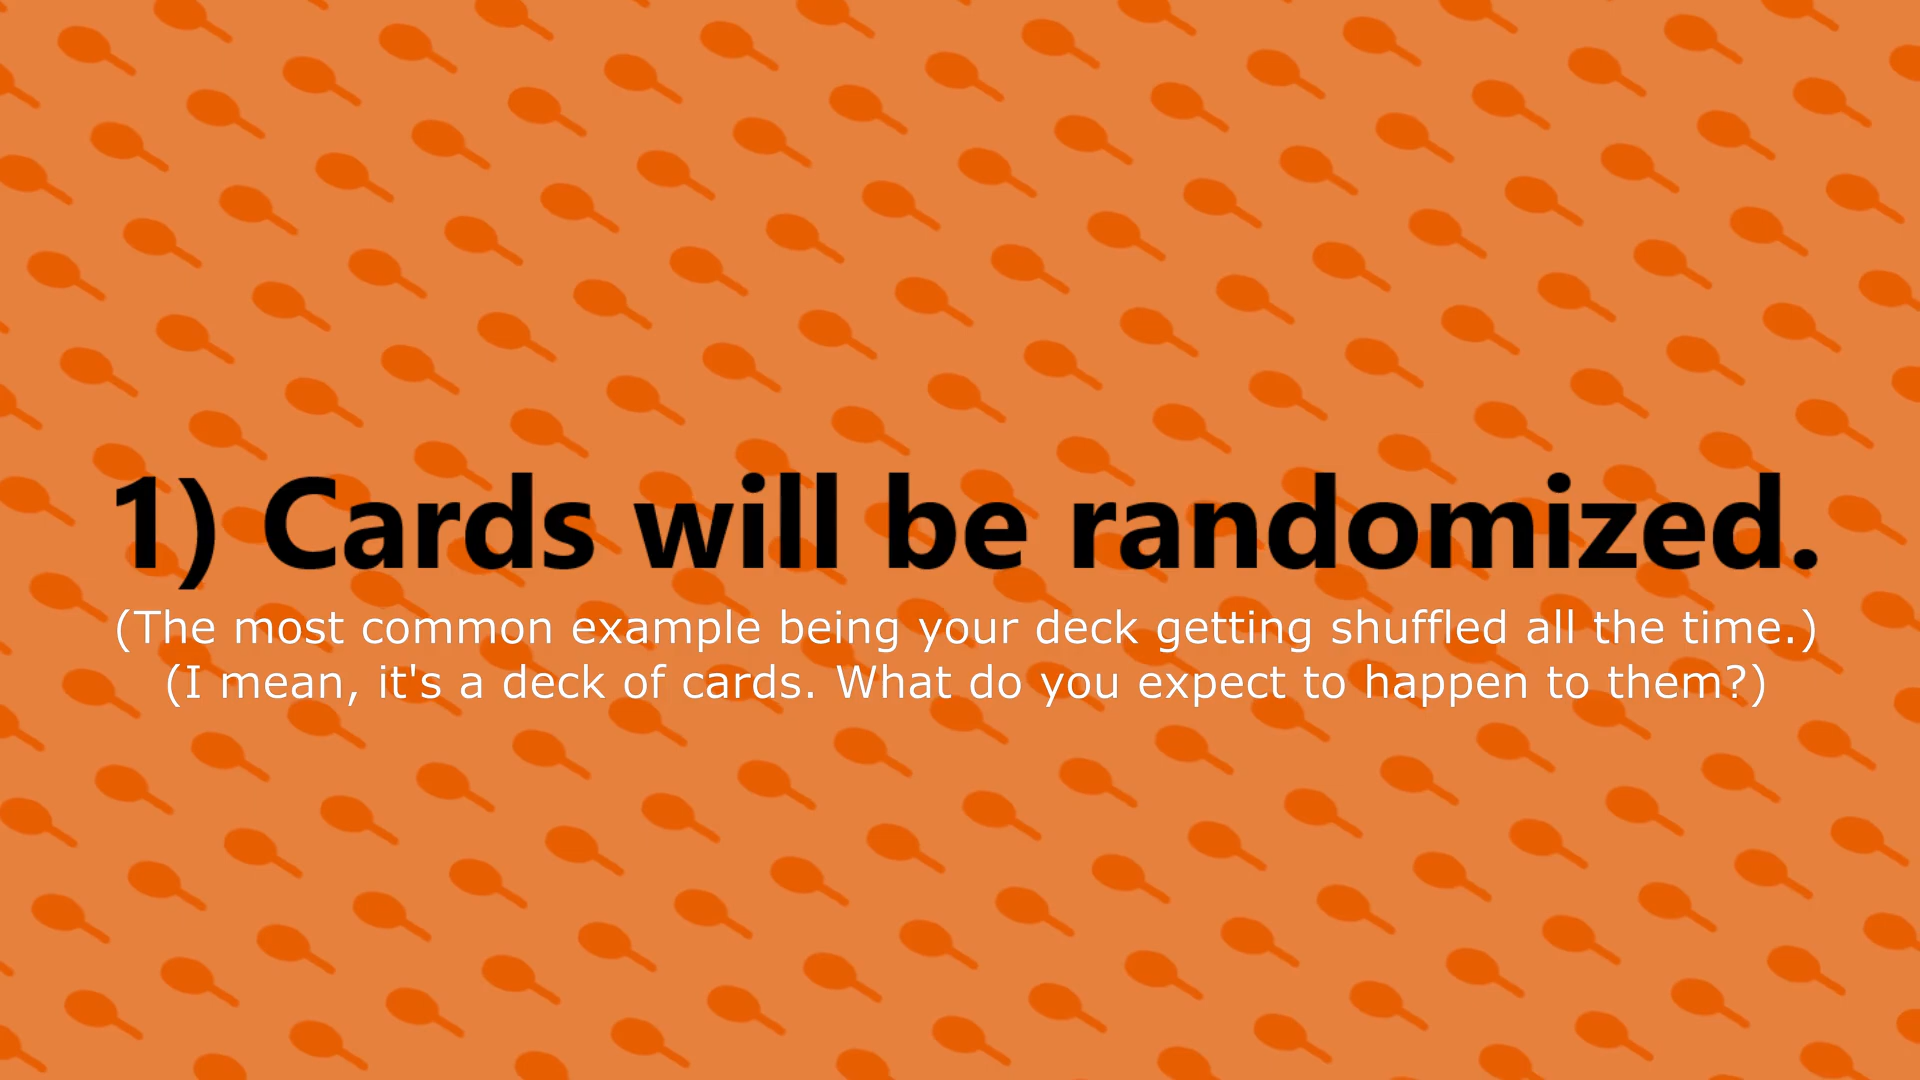 1) Cards will be randomized.
(The most common example being your deck getting shuffled all the time.)
(I mean, it's a deck of cards. What do you expect to happen to them?)